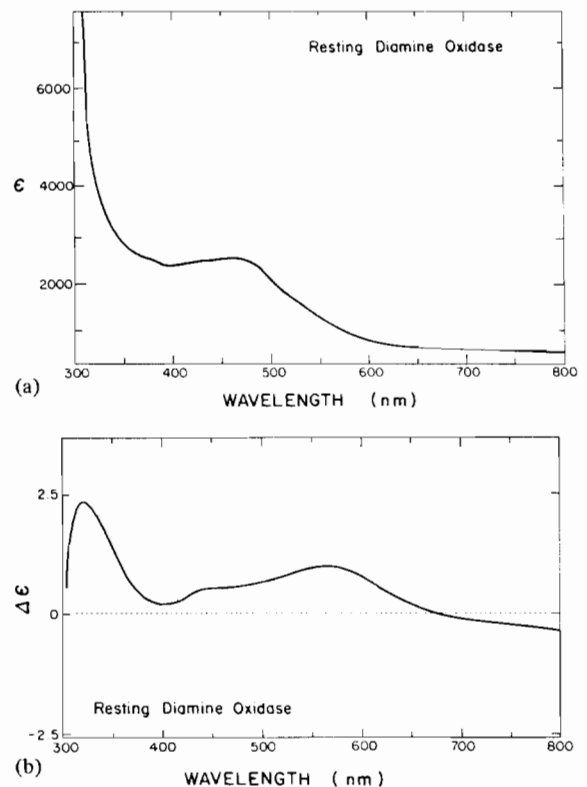 Resting Diamine Oxidase
6000
4000
2000
ϵ
300 400 500 600 700 800
(a)
WAVELENGTH (nm)
2.5
0
-2.5
Δϵ
Resting Diamine Oxidase
300 400 500 600 700 800
(b)
WAVELENGTH (nm)